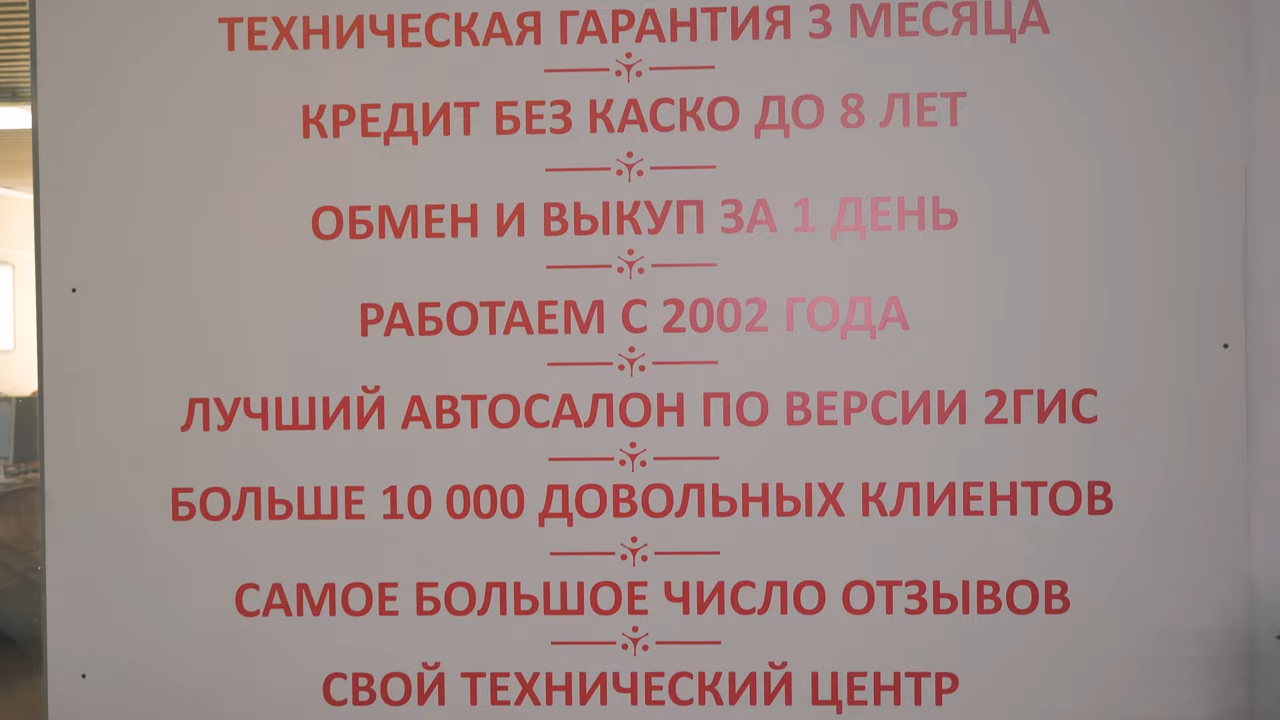 ТЕХНИЧЕСКАЯ ГАРАНТИЯ 3 МЕСЯЦА
КРЕДИТ БЕЗ КАСКО ДО 8 ЛЕТ
ОБМЕН И ВЫКУП ЗА 1 ДЕНЬ
РАБОТАЕМ С 2002 ГОДА
ЛУЧШИЙ АВТОСАЛОН ПО ВЕРСИИ 2ГИС
БОЛЬШЕ 10 000 ДОВОЛЬНЫХ КЛИЕНТОВ
САМОЕ БОЛЬШОЕ ЧИСЛО ОТЗЫВОВ
СВОЙ ТЕХНИЧЕСКИЙ ЦЕНТР